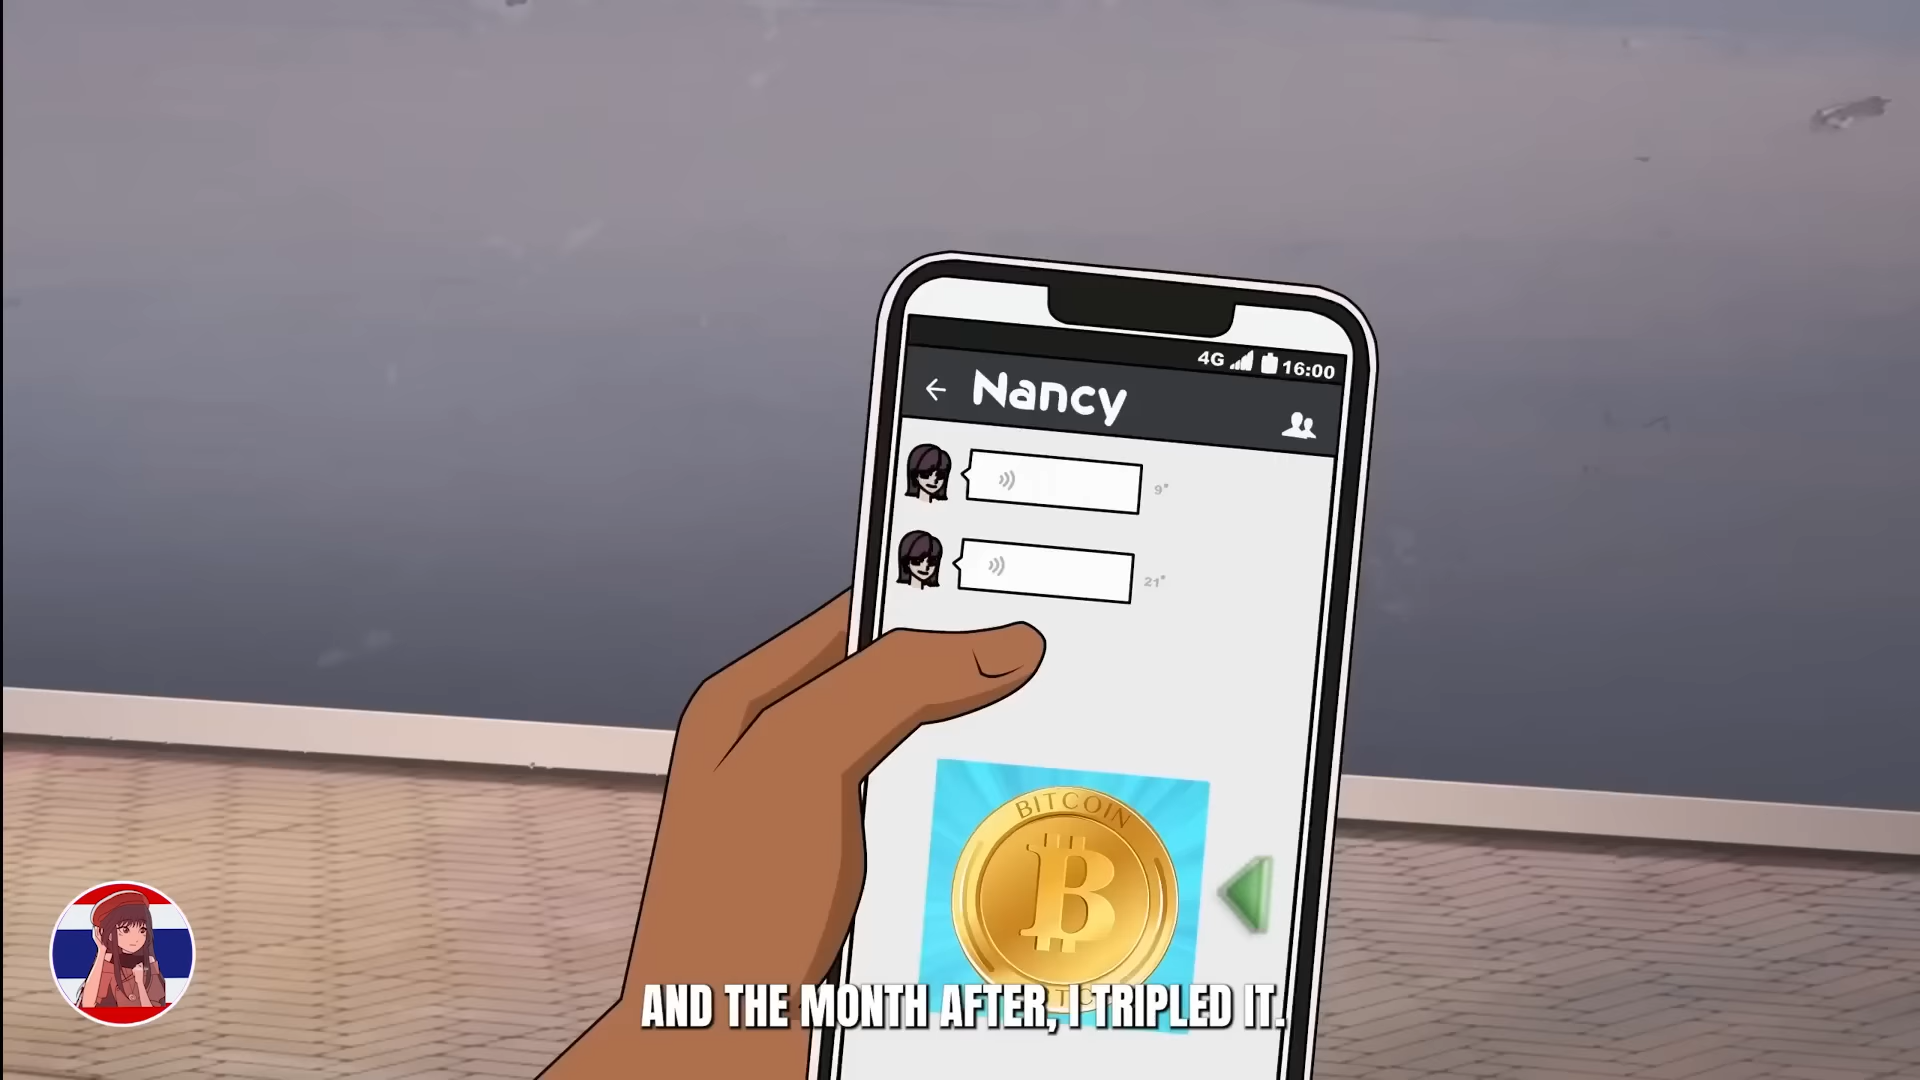 4G 16:00
Nancy
9"
21"
BITCOIN
AND THE MONTH AFTER, I TRIPLED IT.